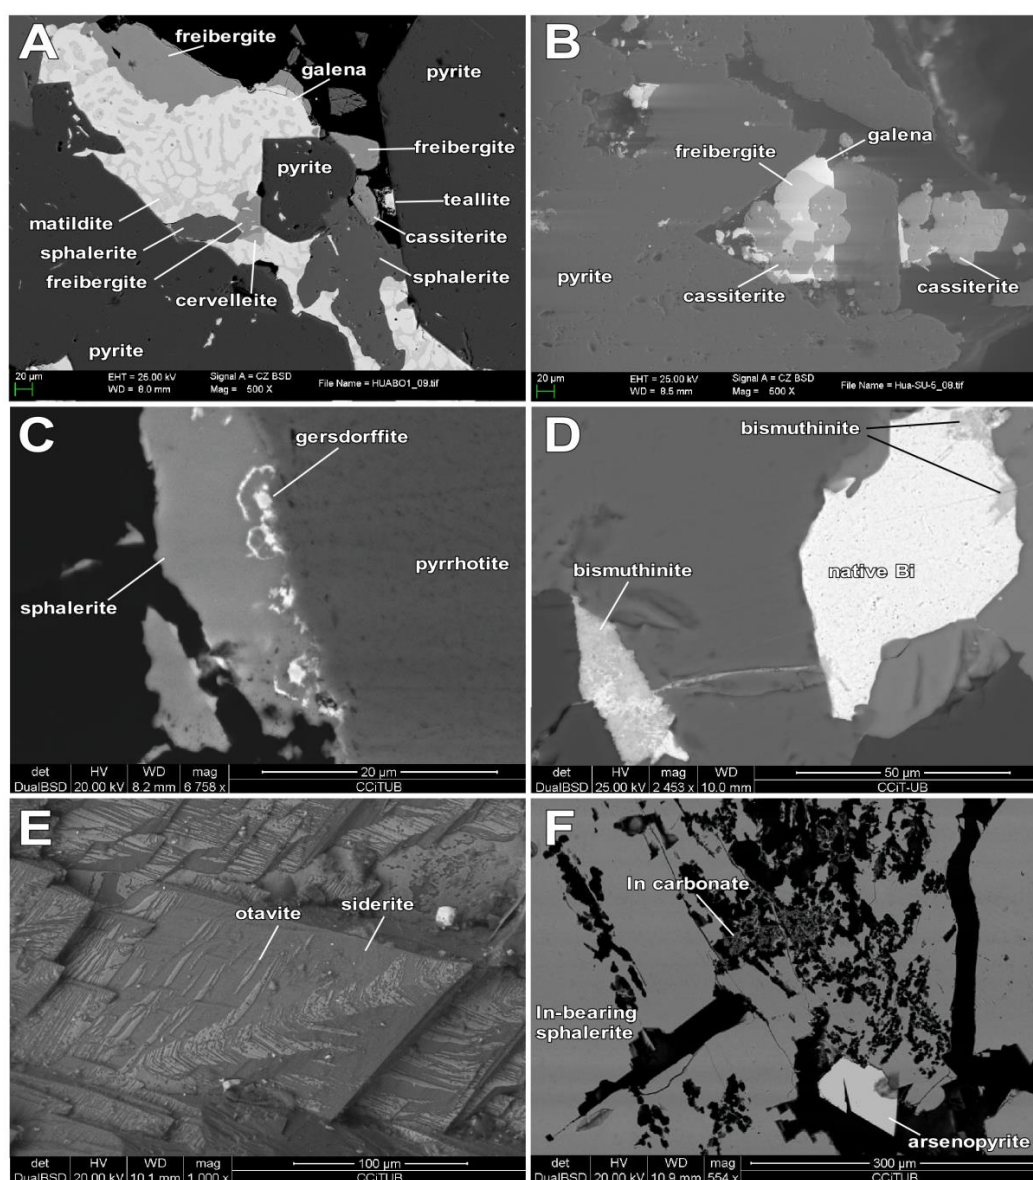 A
freibergite
galena
pyrite
freibergite
pyrite
teallite
matildite
cassiterite
sphalerite
sphalerite
freibergite
cervelleite
pyrite
20 µm
EHT = 25.00 kV
Signal A = CZ BSD
WD = 8.0 mm
Mag = 500 X
File Name = HUABO1_09.tif
B
galena
freibergite
pyrite
cassiterite
cassiterite
20 µm
EHT = 25.00 kV
Signal A = CZ BSD
WD = 8.5 mm
Mag = 500 X
File Name = Hua-SU-5_08.tif
C
gersdorffite
pyrrhotite
sphalerite
det HV WD mag 20 µm
DualBSD 20.00 kV 8.2 mm 6 758 x CCiTUB
D
bismuthinite
bismuthinite
native Bi
det HV WD mag 50 µm
DualBSD 25.00 kV 2 453 x 10.0 mm CCiT-UB
E
otavite
siderite
det HV WD mag 100 µm
DualBSD 20.00 kV 10.1 mm 1 000 x CCiTUB
F
In carbonate
In-bearing
sphalerite
arsenopyrite
det HV WD mag 300 µm
DualBSD 20.00 kV 10.9 mm 554 x CCiTUB